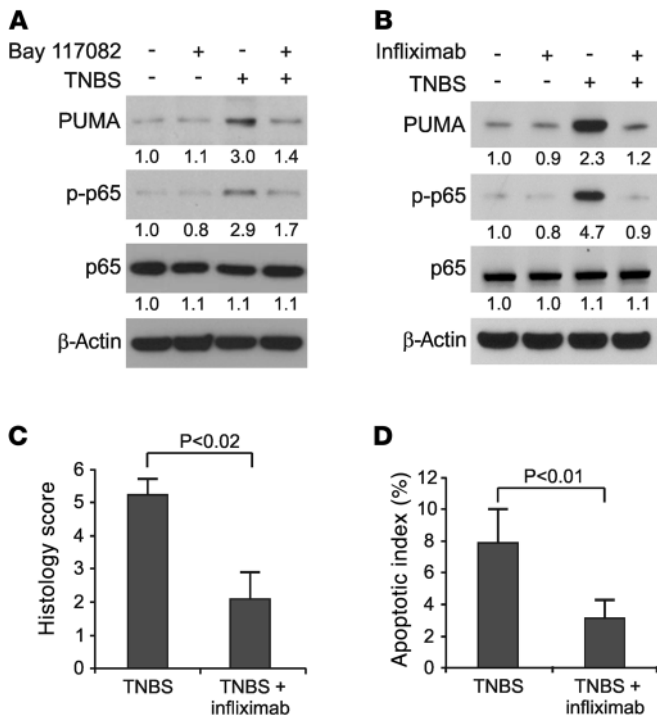 A
Bay 117082 - + - +
TNBS - - + +
PUMA
1.0 1.1 3.0 1.4
p-p65
1.0 0.8 2.9 1.7
p65
1.0 1.1 1.1 1.1
β-Actin
B
Infliximab - + - +
TNBS - - + +
PUMA
1.0 0.9 2.3 1.2
p-p65
1.0 0.8 4.7 0.9
p65
1.0 1.0 1.1 1.1
β-Actin
C
P<0.02
Histology score
6
5
4
3
2
1
0
TNBS
TNBS +
infliximab
D
P<0.01
Apoptotic index (%)
12
10
8
6
4
2
0
TNBS
TNBS +
infliximab